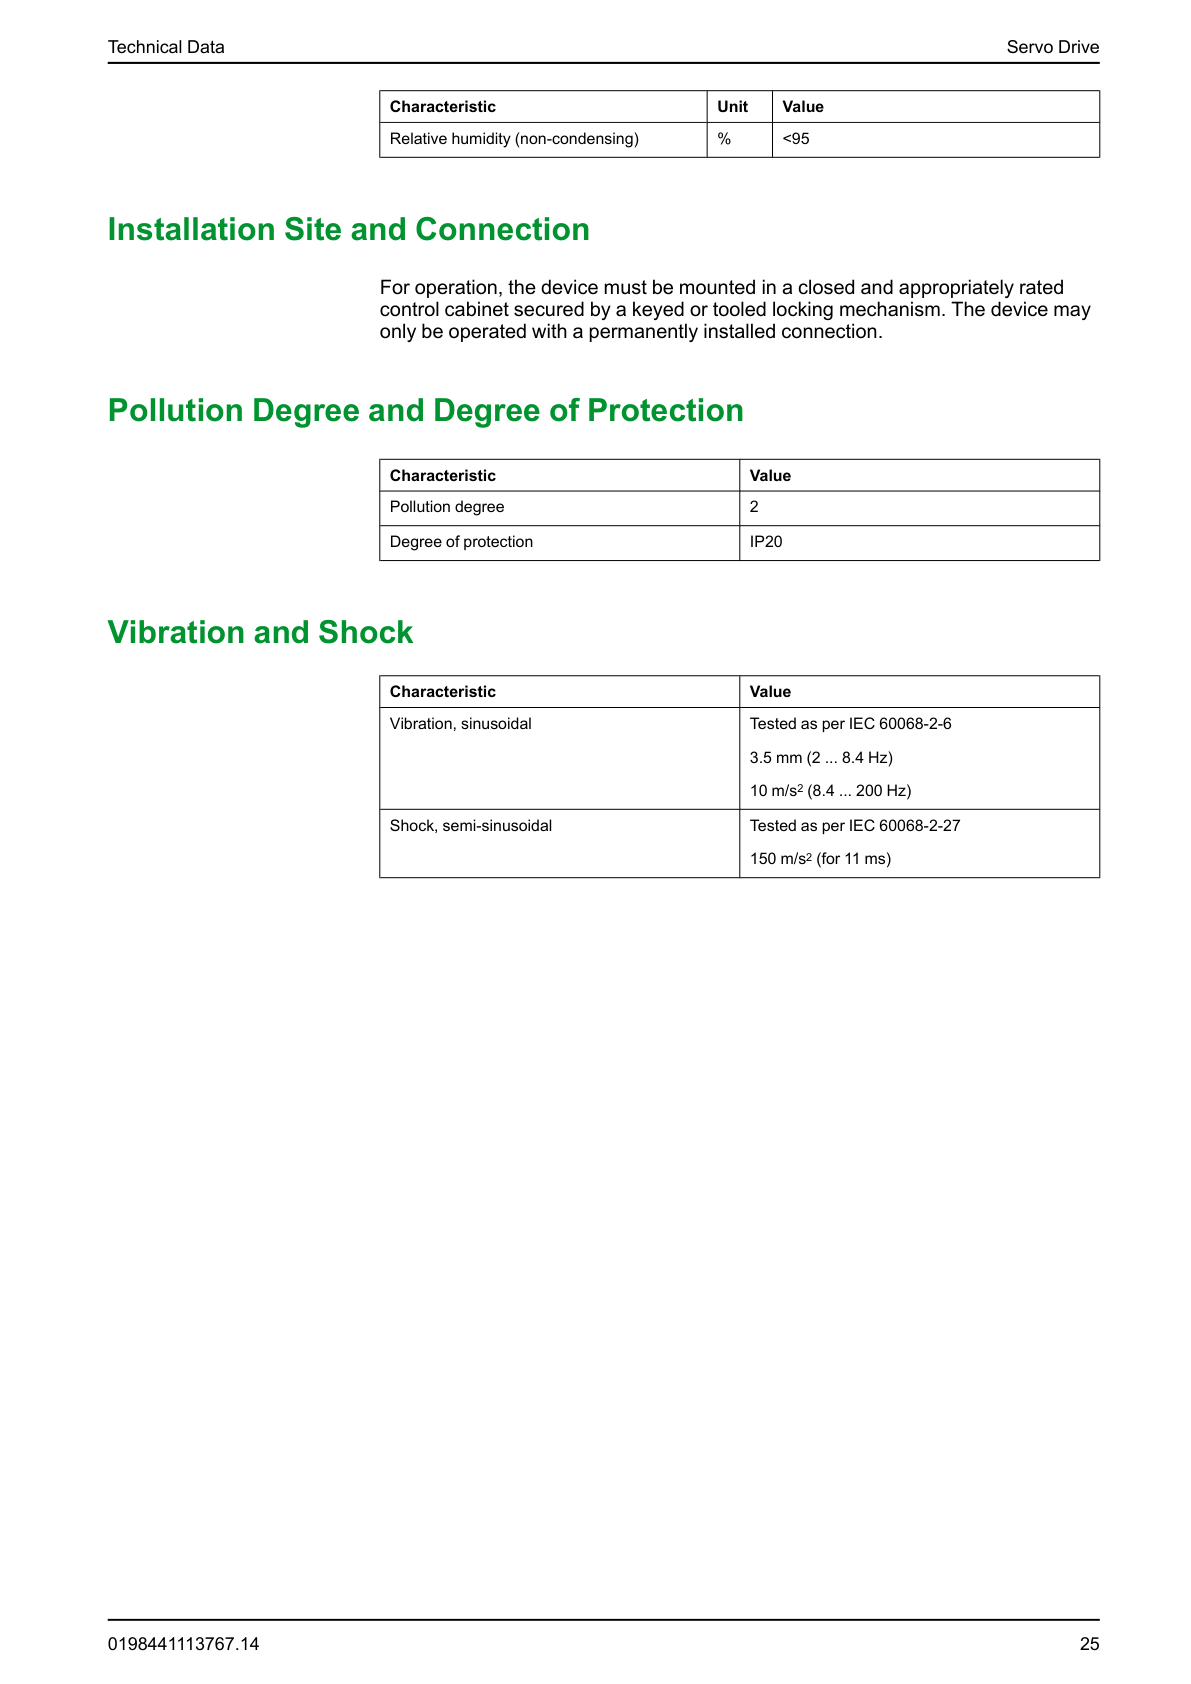 Technical Data Servo Drive
Characteristic Unit Value
Relative humidity (non-condensing) % <95
Installation Site and Connection
For operation, the device must be mounted in a closed and appropriately rated
control cabinet secured by a keyed or tooled locking mechanism. The device may
only be operated with a permanently installed connection.
Pollution Degree and Degree of Protection
Characteristic Value
Pollution degree 2
Degree of protection IP20
Vibration and Shock
Characteristic Value
Vibration, sinusoidal Tested as per IEC 60068-2-6
3.5 mm (2 ... 8.4 Hz)
10 m/s² (8.4 ... 200 Hz)
Shock, semi-sinusoidal Tested as per IEC 60068-2-27
150 m/s² (for 11 ms)
0198441113767.14 25